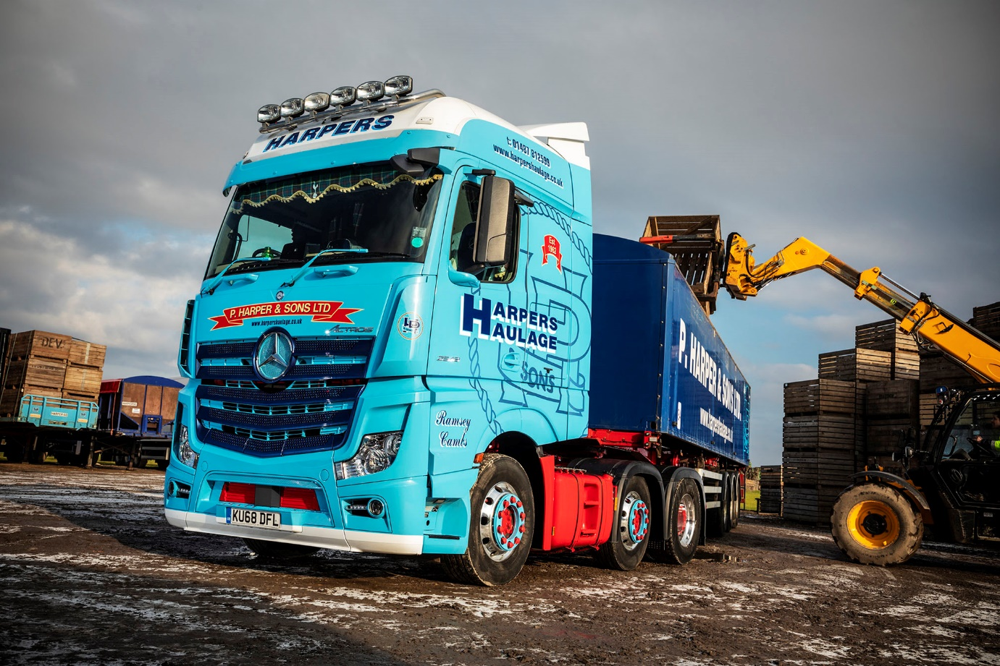 HARPERS
t: 01487 812599
www.harpershaulage.co.uk
Est
1962
P. HARPER & SONS LTD
www.harpershaulage.co.uk
ACTROS
HARPERS
HAULAGE
SONS
Ramsey
Cambs
KU68 DFL
P. HARPER & SONS LTD
DEV.